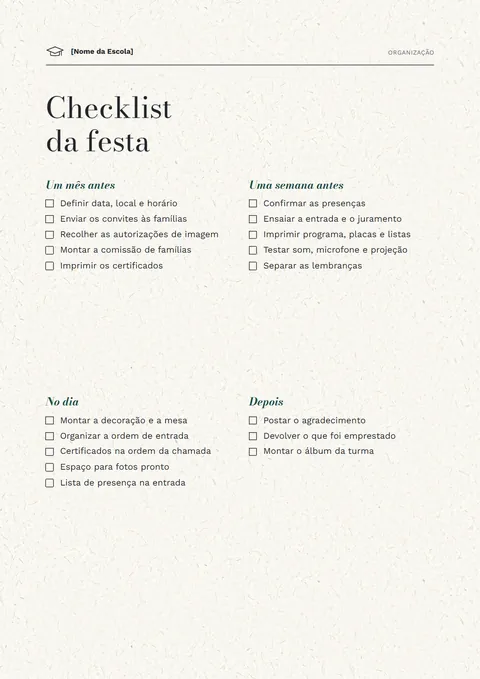 [Nome da Escola]
ORGANIZAÇÃO
Checklist
da festa
Um mês antes
Definir data, local e horário
Enviar os convites às famílias
Recolher as autorizações de imagem
Montar a comissão de famílias
Imprimir os certificados
Uma semana antes
Confirmar as presenças
Ensaiar a entrada e o juramento
Imprimir programa, placas e listas
Testar som, microfone e projeção
Separar as lembranças
No dia
Montar a decoração e a mesa
Organizar a ordem de entrada
Certificados na ordem da chamada
Espaço para fotos pronto
Lista de presença na entrada
Depois
Postar o agradecimento
Devolver o que foi emprestado
Montar o álbum da turma